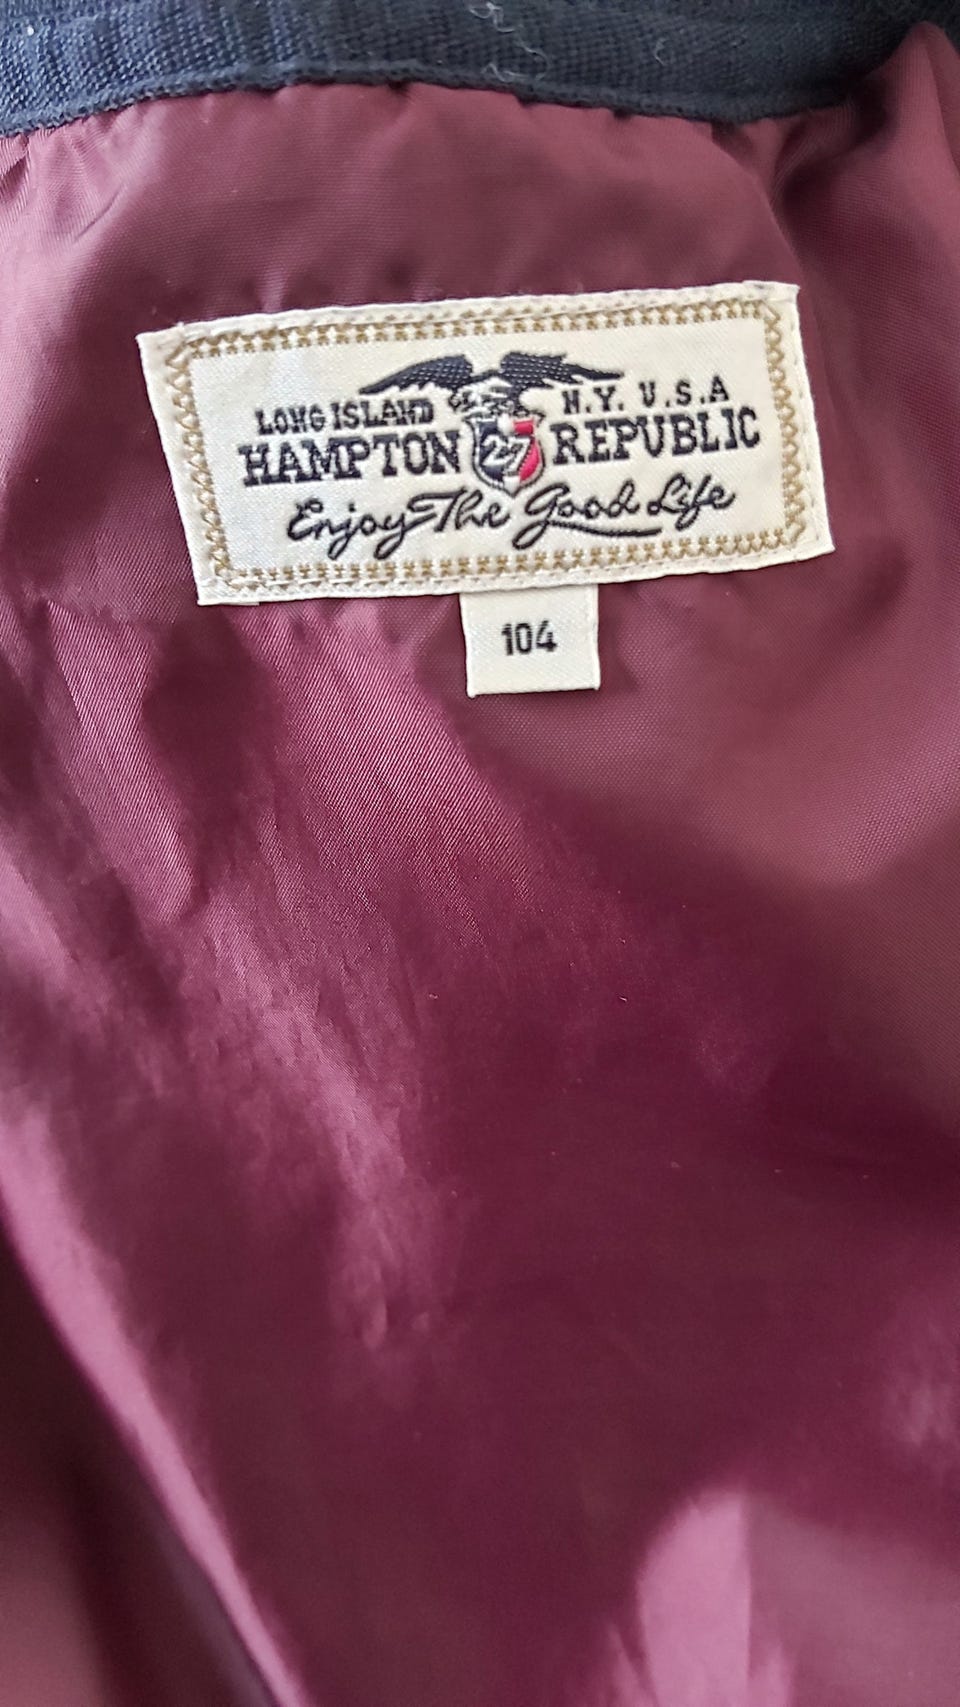 LONG ISLAND N.Y. U.S.A
HAMPTON 27 REPUBLIC
Enjoy The Good Life
104